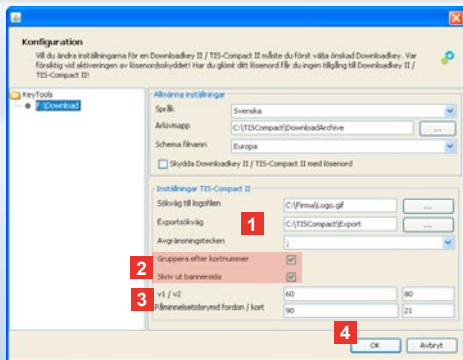 Konfiguration
Vill du ändra inställningarna för en Downloadkey II / TIS-Compact II måste du först välja önskad Downloadkey. Var
försiktig vid aktiveringen av lösenordsskyddet! Har du glömt ditt lösenord får du ingen tillgång till Downloadkey II /
TIS-Compact II!
KeyTools
F:\Download
Allmänna inställningar
Språk
Svenska
Arkivmapp
C:\TISCompact\DownloadArchive
...
Schema filnamn
Europa
Skydda Downloadkey II / TIS-Compact II med lösenord
Inställningar TIS-Compact II
Sökväg till logofilen
C:\Firma\Logo.gif
...
1
Exportsökväg
C:\TISCompact\Export
...
Avgränsningstecken
;
2
Gruppera efter kortnummer
Skriv ut bannersida
3
v1 / v2
60
80
Påminnelsetidsrymd fordon / kort
90
21
4
OK
Avbryt